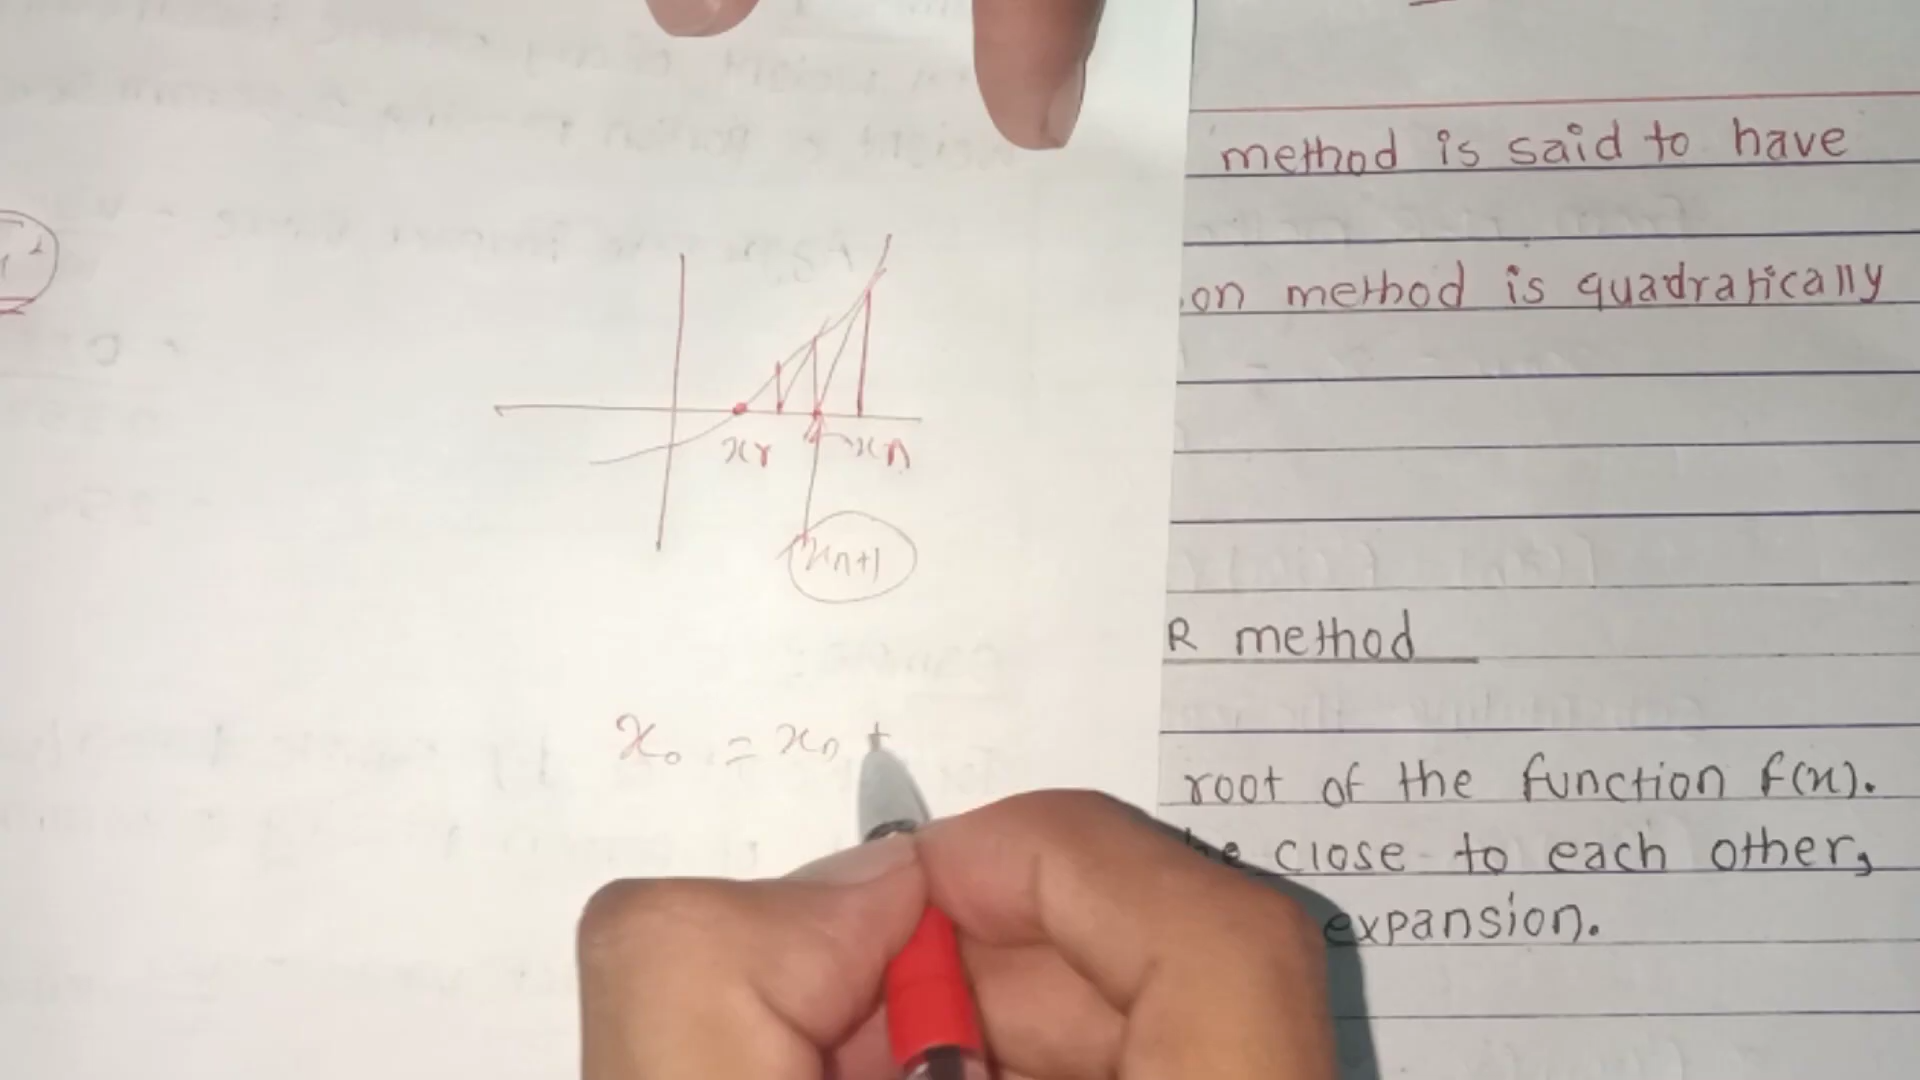 method is said to have
on method is quadratically
xr
xn
xn+1
R method
x₀ = xn +
root of the function f(x).
be close to each other,
expansion.